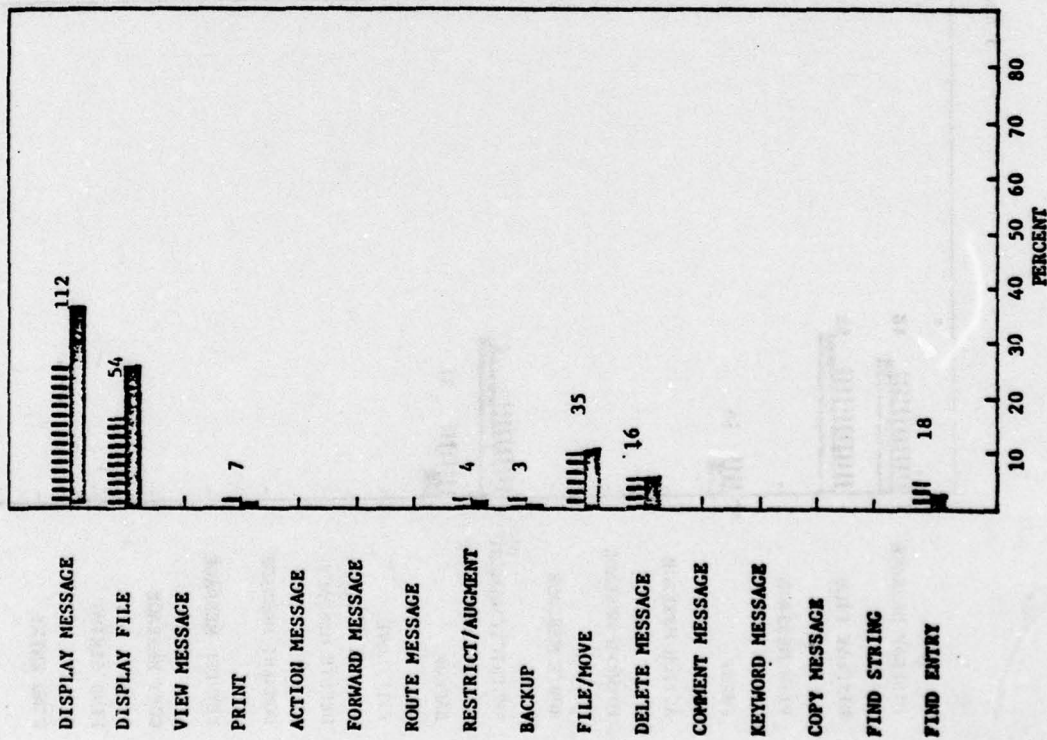 DISPLAY MESSAGE 112
DISPLAY FILE 54
VIEW MESSAGE
PRINT 7
ACTION MESSAGE
FORWARD MESSAGE
ROUTE MESSAGE
RESTRICT/AUGMENT 4
BACKUP 3
FILE/MOVE 35
DELETE MESSAGE 16
COMMENT MESSAGE
KEYWORD MESSAGE
COPY MESSAGE
FIND STRING
FIND ENTRY 18
10 20 30 40 50 60 70 80
PERCENT